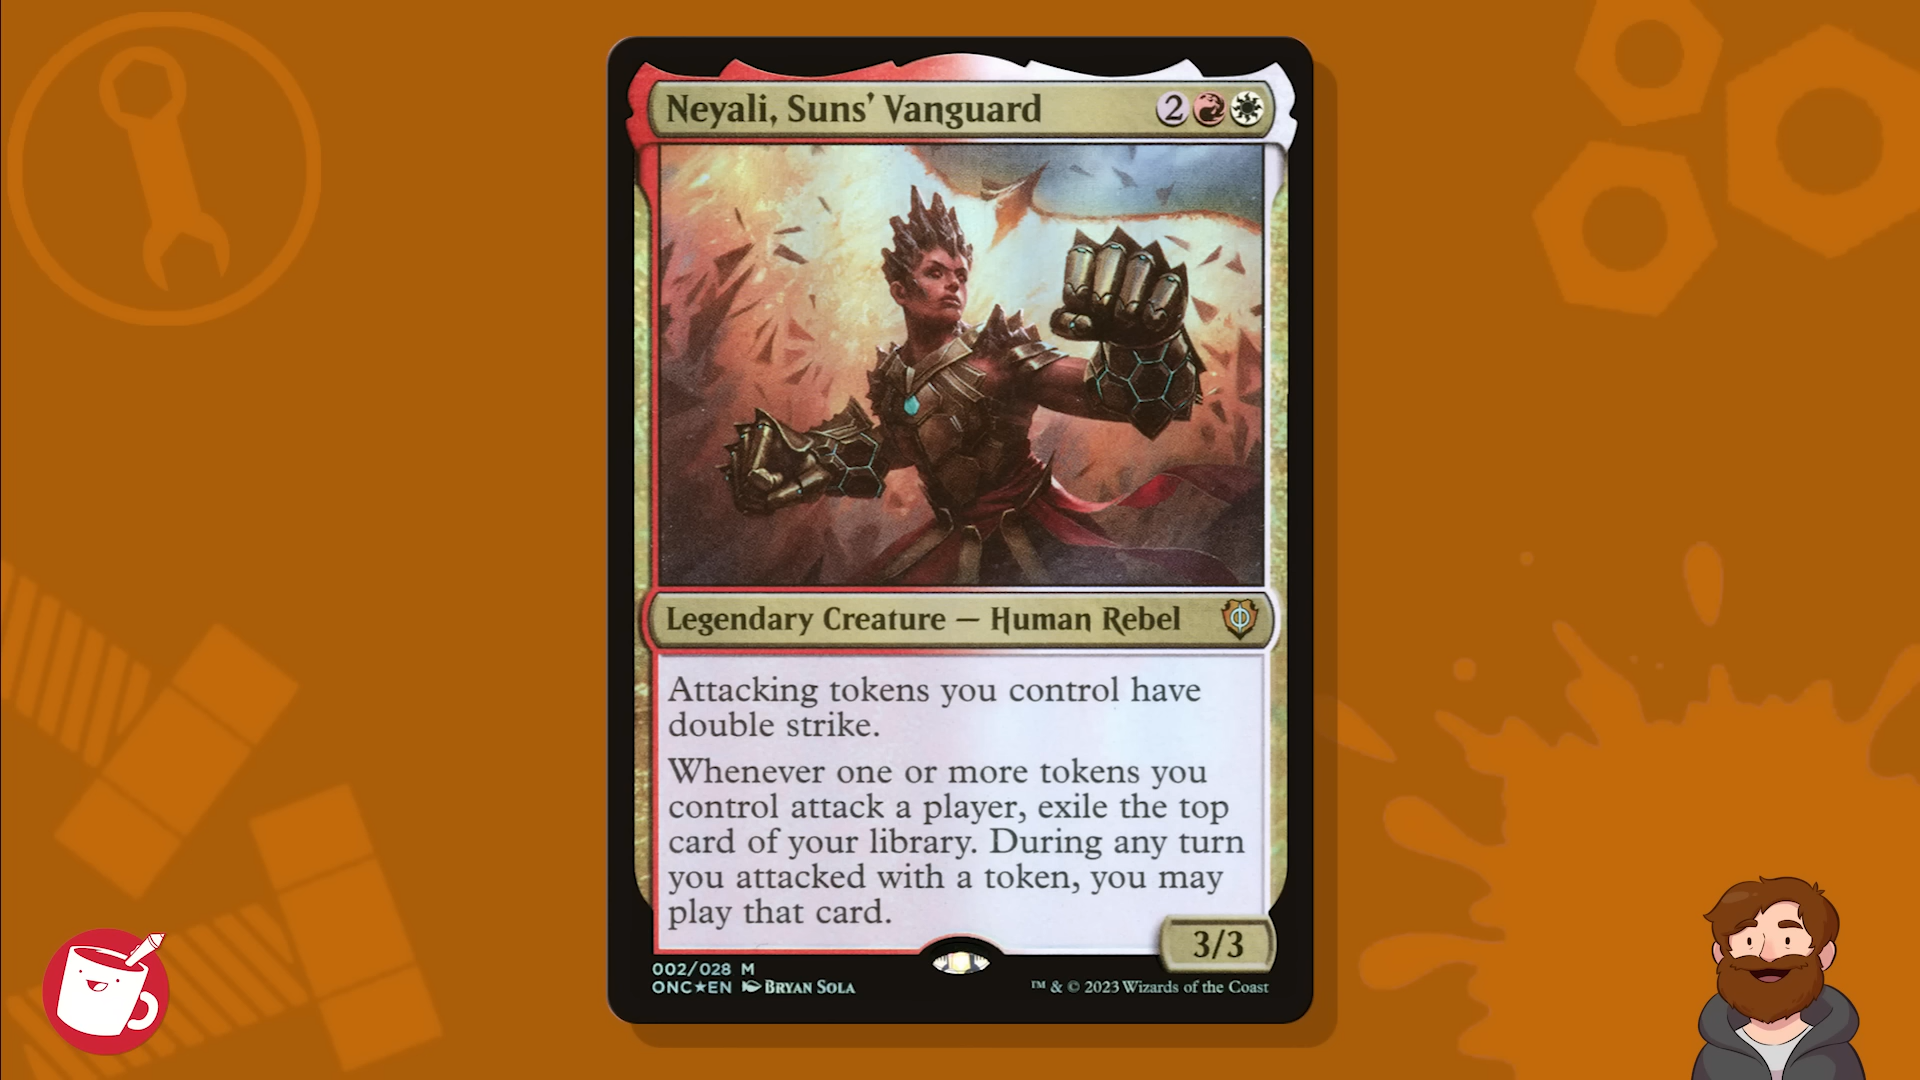 Neyali, Suns' Vanguard 2
Legendary Creature — Human Rebel
Attacking tokens you control have
double strike.
Whenever one or more tokens you
control attack a player, exile the top
card of your library. During any turn
you attacked with a token, you may
play that card.
3/3
002/028 M
ONC★EN Bryan Sola
™ & © 2023 Wizards of the Coast